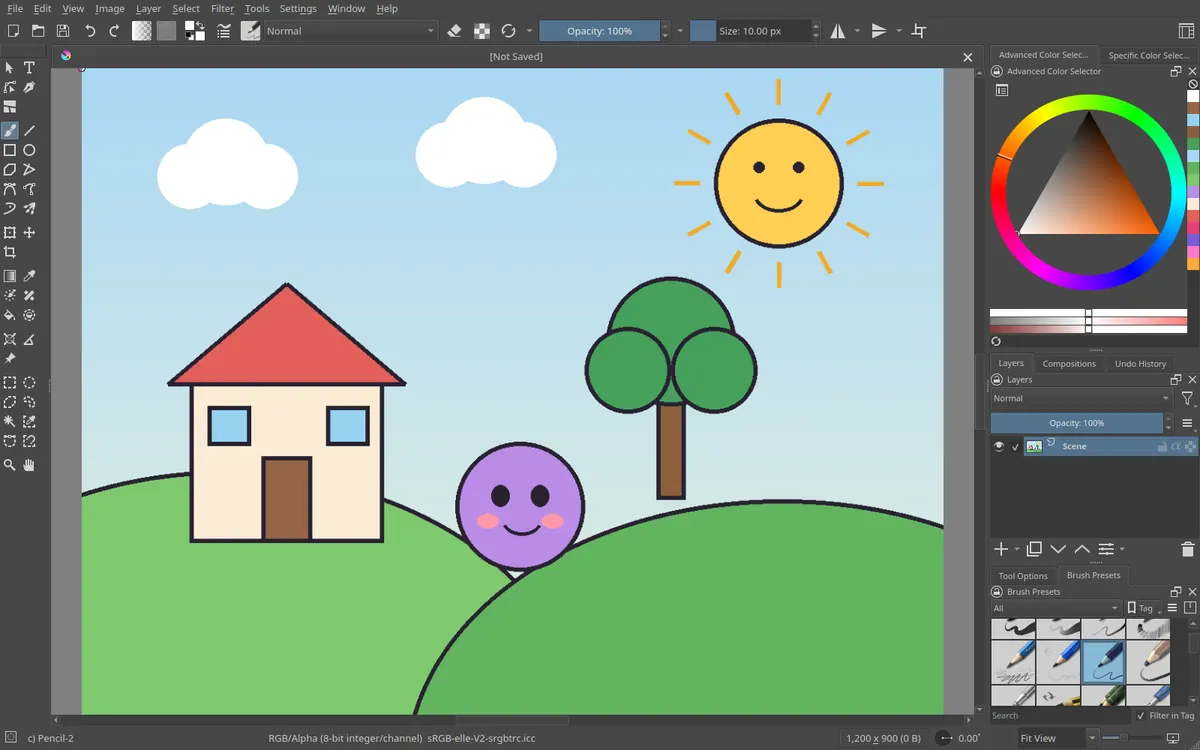 File Edit View Image Layer Select Filter Tools Settings Window Help
Normal Opacity: 100% Size: 10.00 px
[Not Saved]
Advanced Color Selec... Specific Color Selec...
Advanced Color Selector
Layers Compositions Undo History
Layers
Normal
Opacity: 100%
Scene
Tool Options Brush Presets
Brush Presets
All Tag
Search Filter in Tag
c) Pencil-2 RGB/Alpha (8-bit integer/channel) sRGB-elle-V2-srgbtrc.icc 1,200 x 900 (0 B) 0.00° Fit View